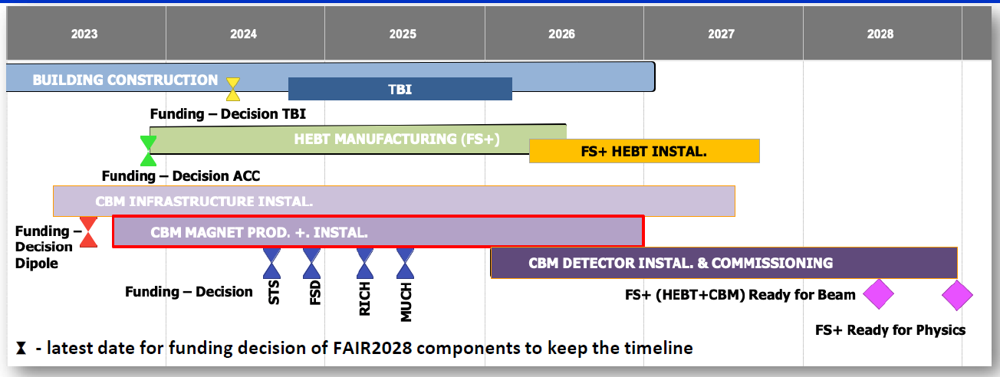 2023 2024 2025 2026 2027 2028
BUILDING CONSTRUCTION
TBI
Funding – Decision TBI
HEBT MANUFACTURING (FS+)
FS+ HEBT INSTAL.
Funding – Decision ACC
CBM INFRASTRUCTURE INSTAL.
Funding –
Decision
Dipole
CBM MAGNET PROD. +. INSTAL.
CBM DETECTOR INSTAL. & COMMISSIONING
Funding – Decision
STS
FSD
RICH
MUCH
FS+ (HEBT+CBM) Ready for Beam
FS+ Ready for Physics
- latest date for funding decision of FAIR2028 components to keep the timeline